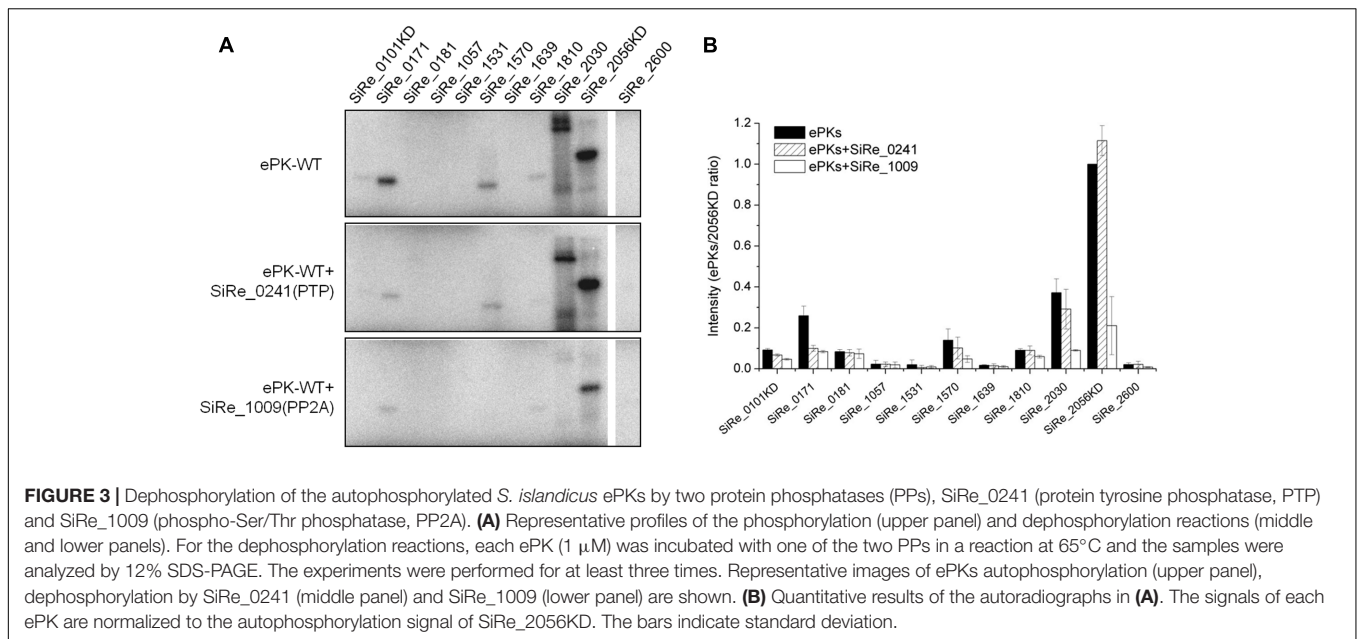 A
SiRe_0101KD
SiRe_0171
SiRe_0181
SiRe_1057
SiRe_1531
SiRe_1570
SiRe_1639
SiRe_1810
SiRe_2030
SiRe_2056KD
SiRe_2600
ePK-WT
ePK-WT+
SiRe_0241(PTP)
ePK-WT+
SiRe_1009(PP2A)
B
Intensity (ePKs/2056KD ratio)
1.2
1.0
0.8
0.6
0.4
0.2
0.0
ePKs
ePKs+SiRe_0241
ePKs+SiRe_1009
SiRe_0101KD
SiRe_0171
SiRe_0181
SiRe_1057
SiRe_1531
SiRe_1570
SiRe_1639
SiRe_1810
SiRe_2030
SiRe_2056KD
SiRe_2600
FIGURE 3 | Dephosphorylation of the autophosphorylated S. islandicus ePKs by two protein phosphatases (PPs), SiRe_0241 (protein tyrosine phosphatase, PTP)
and SiRe_1009 (phospho-Ser/Thr phosphatase, PP2A). (A) Representative profiles of the phosphorylation (upper panel) and dephosphorylation reactions (middle
and lower panels). For the dephosphorylation reactions, each ePK (1 μM) was incubated with one of the two PPs in a reaction at 65°C and the samples were
analyzed by 12% SDS-PAGE. The experiments were performed for at least three times. Representative images of ePKs autophosphorylation (upper panel),
dephosphorylation by SiRe_0241 (middle panel) and SiRe_1009 (lower panel) are shown. (B) Quantitative results of the autoradiographs in (A). The signals of each
ePK are normalized to the autophosphorylation signal of SiRe_2056KD. The bars indicate standard deviation.